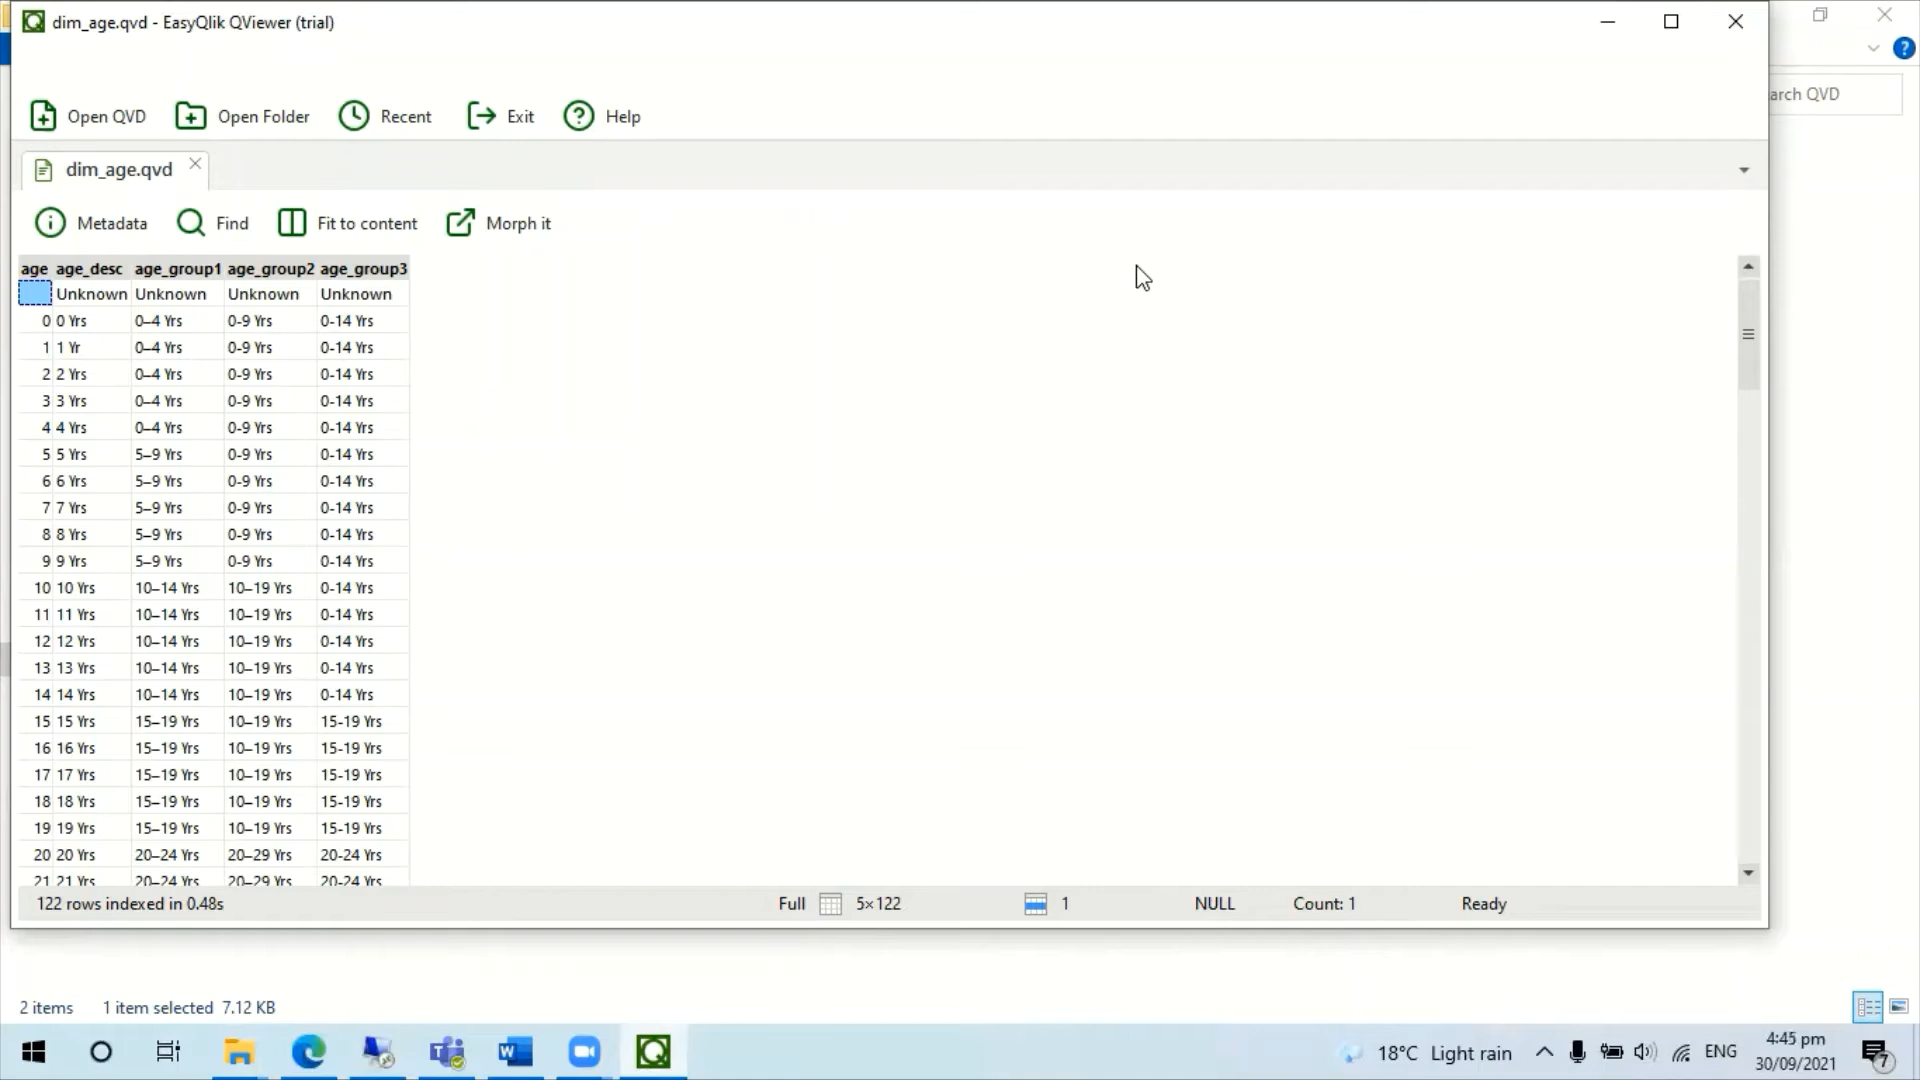 dim_age.qvd - EasyQlik QViewer (trial)
?
Open QVD Open Folder Recent Exit Help
arch QVD
dim_age.qvd
Metadata Find Fit to content Morph it
age age_desc age_group1 age_group2 age_group3
Unknown Unknown Unknown Unknown
0 0 Yrs 0–4 Yrs 0-9 Yrs 0-14 Yrs
1 1 Yr 0–4 Yrs 0-9 Yrs 0-14 Yrs
2 2 Yrs 0–4 Yrs 0-9 Yrs 0-14 Yrs
3 3 Yrs 0–4 Yrs 0-9 Yrs 0-14 Yrs
4 4 Yrs 0–4 Yrs 0-9 Yrs 0-14 Yrs
5 5 Yrs 5–9 Yrs 0-9 Yrs 0-14 Yrs
6 6 Yrs 5–9 Yrs 0-9 Yrs 0-14 Yrs
7 7 Yrs 5–9 Yrs 0-9 Yrs 0-14 Yrs
8 8 Yrs 5–9 Yrs 0-9 Yrs 0-14 Yrs
9 9 Yrs 5–9 Yrs 0-9 Yrs 0-14 Yrs
10 10 Yrs 10–14 Yrs 10–19 Yrs 0-14 Yrs
11 11 Yrs 10–14 Yrs 10–19 Yrs 0-14 Yrs
12 12 Yrs 10–14 Yrs 10–19 Yrs 0-14 Yrs
13 13 Yrs 10–14 Yrs 10–19 Yrs 0-14 Yrs
14 14 Yrs 10–14 Yrs 10–19 Yrs 0-14 Yrs
15 15 Yrs 15–19 Yrs 10–19 Yrs 15-19 Yrs
16 16 Yrs 15–19 Yrs 10–19 Yrs 15-19 Yrs
17 17 Yrs 15–19 Yrs 10–19 Yrs 15-19 Yrs
18 18 Yrs 15–19 Yrs 10–19 Yrs 15-19 Yrs
19 19 Yrs 15–19 Yrs 10–19 Yrs 15-19 Yrs
20 20 Yrs 20–24 Yrs 20–29 Yrs 20-24 Yrs
21 21 Yrs 20–24 Yrs 20–29 Yrs 20-24 Yrs
122 rows indexed in 0.48s Full 5×122 1 NULL Count: 1 Ready
2 items 1 item selected 7.12 KB
18°C Light rain ENG 4:45 pm
30/09/2021 7